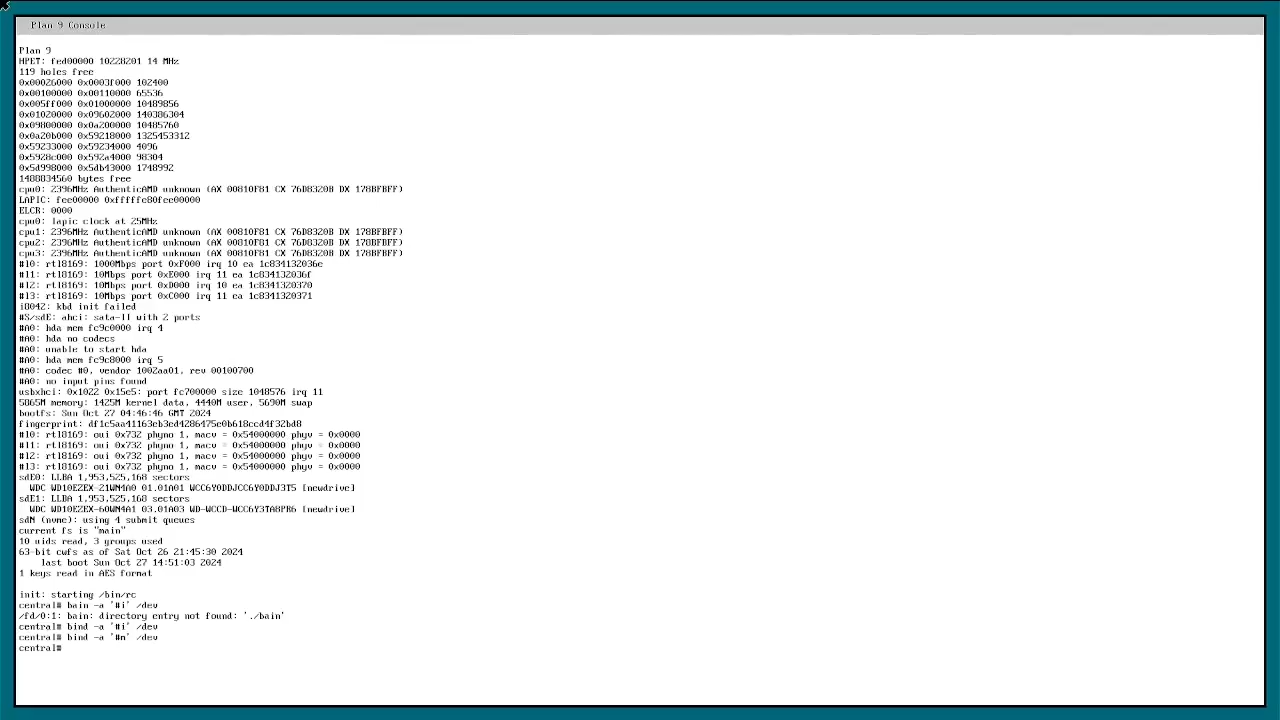 Plan 9 Console
Plan 9
HPET: fed00000 10228201 14 MHz
119 holes free
0x00026000 0x0003f000 102400
0x00100000 0x00110000 65536
0x005ff000 0x01000000 10489856
0x01020000 0x09602000 140386304
0x09800000 0x0a200000 10485760
0x0a20b000 0x59218000 1325453312
0x59233000 0x59234000 4096
0x5928c000 0x592a4000 98304
0x5d998000 0x5db43000 1748992
1488834560 bytes free
cpu0: 2396MHz AuthenticAMD unknown (AX 00810F81 CX 76D8320B DX 178BFBFF)
LAPIC: fee00000 0xfffffe80fee00000
ELCR: 0000
cpu0: lapic clock at 25MHz
cpu1: 2396MHz AuthenticAMD unknown (AX 00810F81 CX 76D8320B DX 178BFBFF)
cpu2: 2396MHz AuthenticAMD unknown (AX 00810F81 CX 76D8320B DX 178BFBFF)
cpu3: 2396MHz AuthenticAMD unknown (AX 00810F81 CX 76D8320B DX 178BFBFF)
#l0: rtl8169: 1000Mbps port 0xF000 irq 10 ea 1c834132036e
#l1: rtl8169: 10Mbps port 0xE000 irq 11 ea 1c834132036f
#l2: rtl8169: 10Mbps port 0xD000 irq 10 ea 1c8341320370
#l3: rtl8169: 10Mbps port 0xC000 irq 11 ea 1c8341320371
i8042: kbd init failed
#S/sdE: ahci: sata-II with 2 ports
#A0: hda mem fc9c0000 irq 4
#A0: hda no codecs
#A0: unable to start hda
#A0: hda mem fc9c8000 irq 5
#A0: codec #0, vendor 1002aa01, rev 00100700
#A0: no input pins found
usbxhci: 0x1022 0x15e5: port fc700000 size 1048576 irq 11
5865M memory: 1425M kernel data, 4440M user, 5690M swap
bootfs: Sun Oct 27 04:46:46 GMT 2024
fingerprint: df1c5aa41163eb3ed4286475e0b618ccd4f32bd8
#l0: rtl8169: oui 0x732 phyno 1, macv = 0x54000000 phyv = 0x0000
#l1: rtl8169: oui 0x732 phyno 1, macv = 0x54000000 phyv = 0x0000
#l2: rtl8169: oui 0x732 phyno 1, macv = 0x54000000 phyv = 0x0000
#l3: rtl8169: oui 0x732 phyno 1, macv = 0x54000000 phyv = 0x0000
sdE0: LLBA 1,953,525,168 sectors
WDC WD10EZEX-21WN4A0 01.01A01 WCC6Y0DDJCC6Y0DDJ3T5 [newdrive]
sdE1: LLBA 1,953,525,168 sectors
WDC WD10EZEX-60WN4A1 03.01A03 WD-WCCD-WCC6Y3TA8PR6 [newdrive]
sdN (nvme): using 4 submit queues
current fs is "main"
10 uids read, 3 groups used
63-bit cwfs as of Sat Oct 26 21:45:30 2024
last boot Sun Oct 27 14:51:03 2024
1 keys read in AES format
init: starting /bin/rc
central# bain -a '#i' /dev
/fd/0:1: bain: directory entry not found: './bain'
central# bind -a '#i' /dev
central# bind -a '#m' /dev
central#